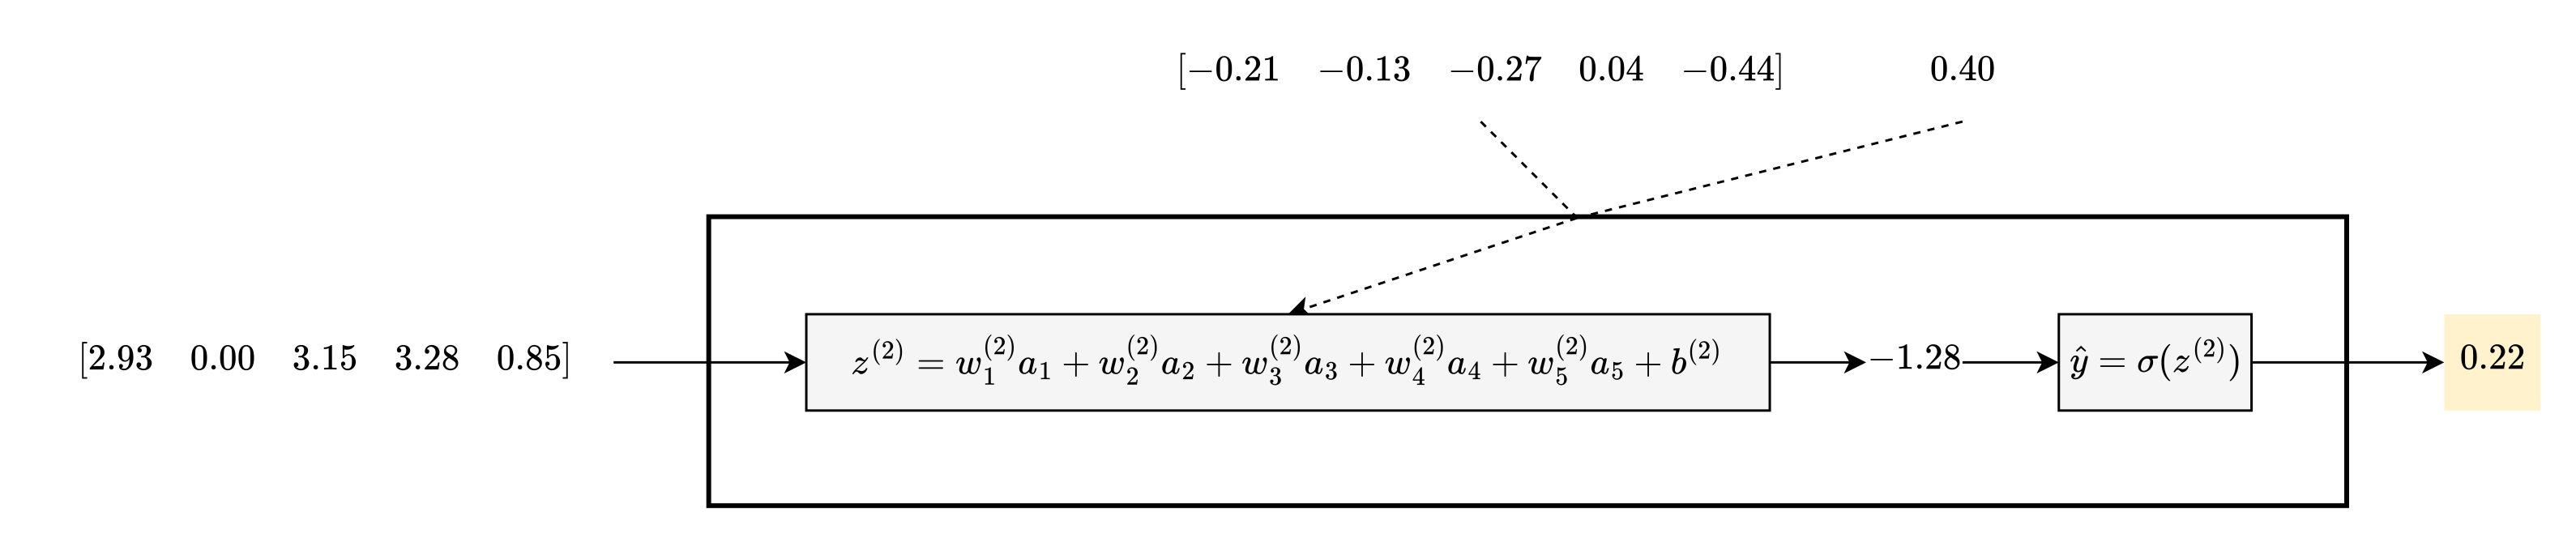 [−0.21 −0.13 −0.27 0.04 −0.44] 0.40
[2.93 0.00 3.15 3.28 0.85] z^{(2)} = w_1^{(2)}a_1 + w_2^{(2)}a_2 + w_3^{(2)}a_3 + w_4^{(2)}a_4 + w_5^{(2)}a_5 + b^{(2)} −1.28 ŷ = σ(z^{(2)}) 0.22